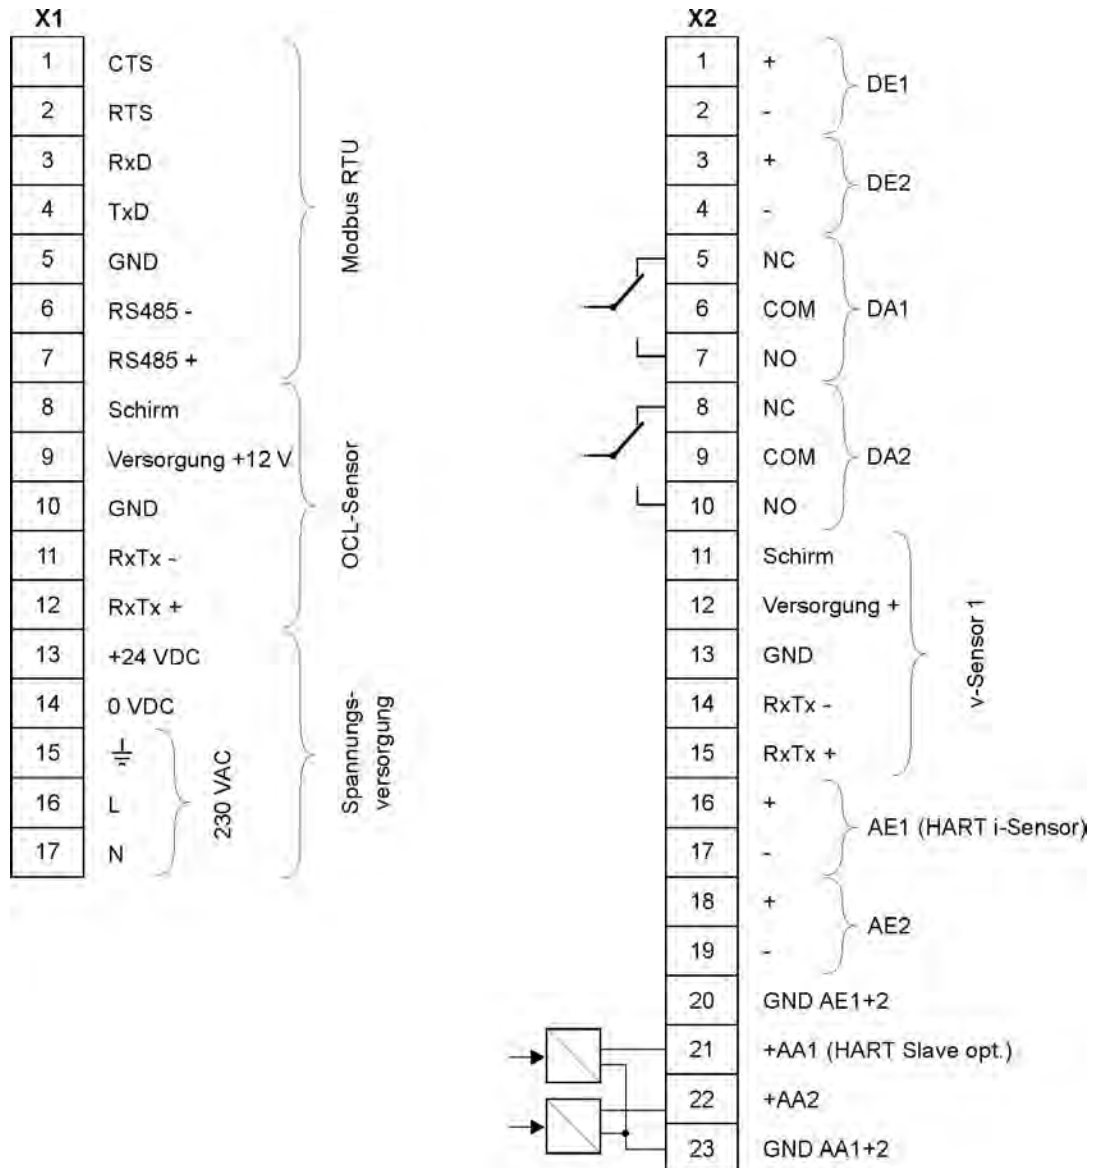 X1
1 CTS
2 RTS
3 RxD
4 TxD
5 GND
6 RS485 -
7 RS485 +
Modbus RTU
8 Schirm
9 Versorgung +12 V
10 GND
11 RxTx -
12 RxTx +
OCL-Sensor
13 +24 VDC
14 0 VDC
15
16 L
17 N
230 VAC
Spannungs-
versorgung
X2
1 +
2 -
DE1
3 +
4 -
DE2
5 NC
6 COM
7 NO
DA1
8 NC
9 COM
10 NO
DA2
11 Schirm
12 Versorgung +
13 GND
14 RxTx -
15 RxTx +
v-Sensor 1
16 +
17 -
AE1 (HART i-Sensor)
18 +
19 -
AE2
20 GND AE1+2
21 +AA1 (HART Slave opt.)
22 +AA2
23 GND AA1+2